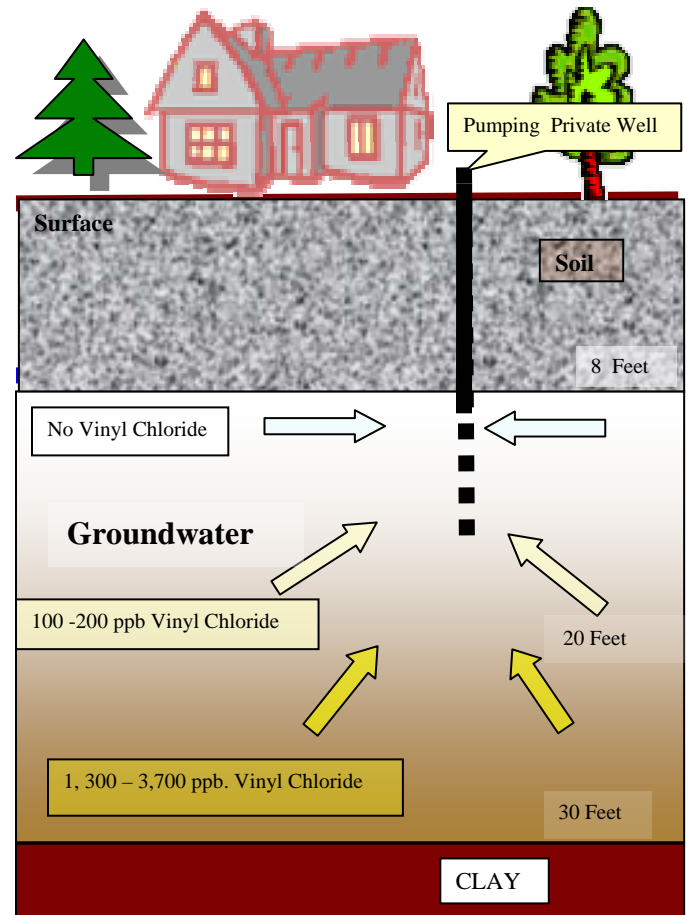 Pumping  Private Well
Surface
Soil
8  Feet
No Vinyl Chloride
Groundwater
100 -200 ppb Vinyl Chloride
20 Feet
1, 300 – 3,700 ppb. Vinyl Chloride
30 Feet
CLAY